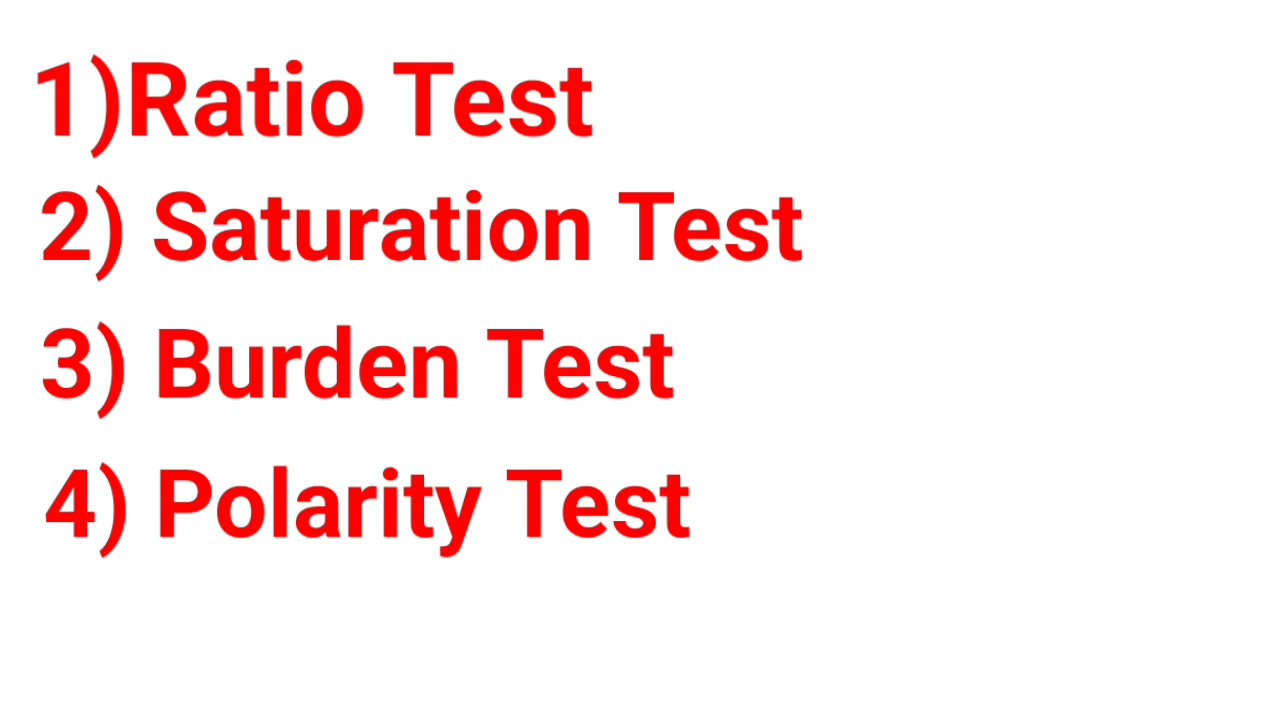 1)Ratio Test
2) Saturation Test
3) Burden Test
4) Polarity Test